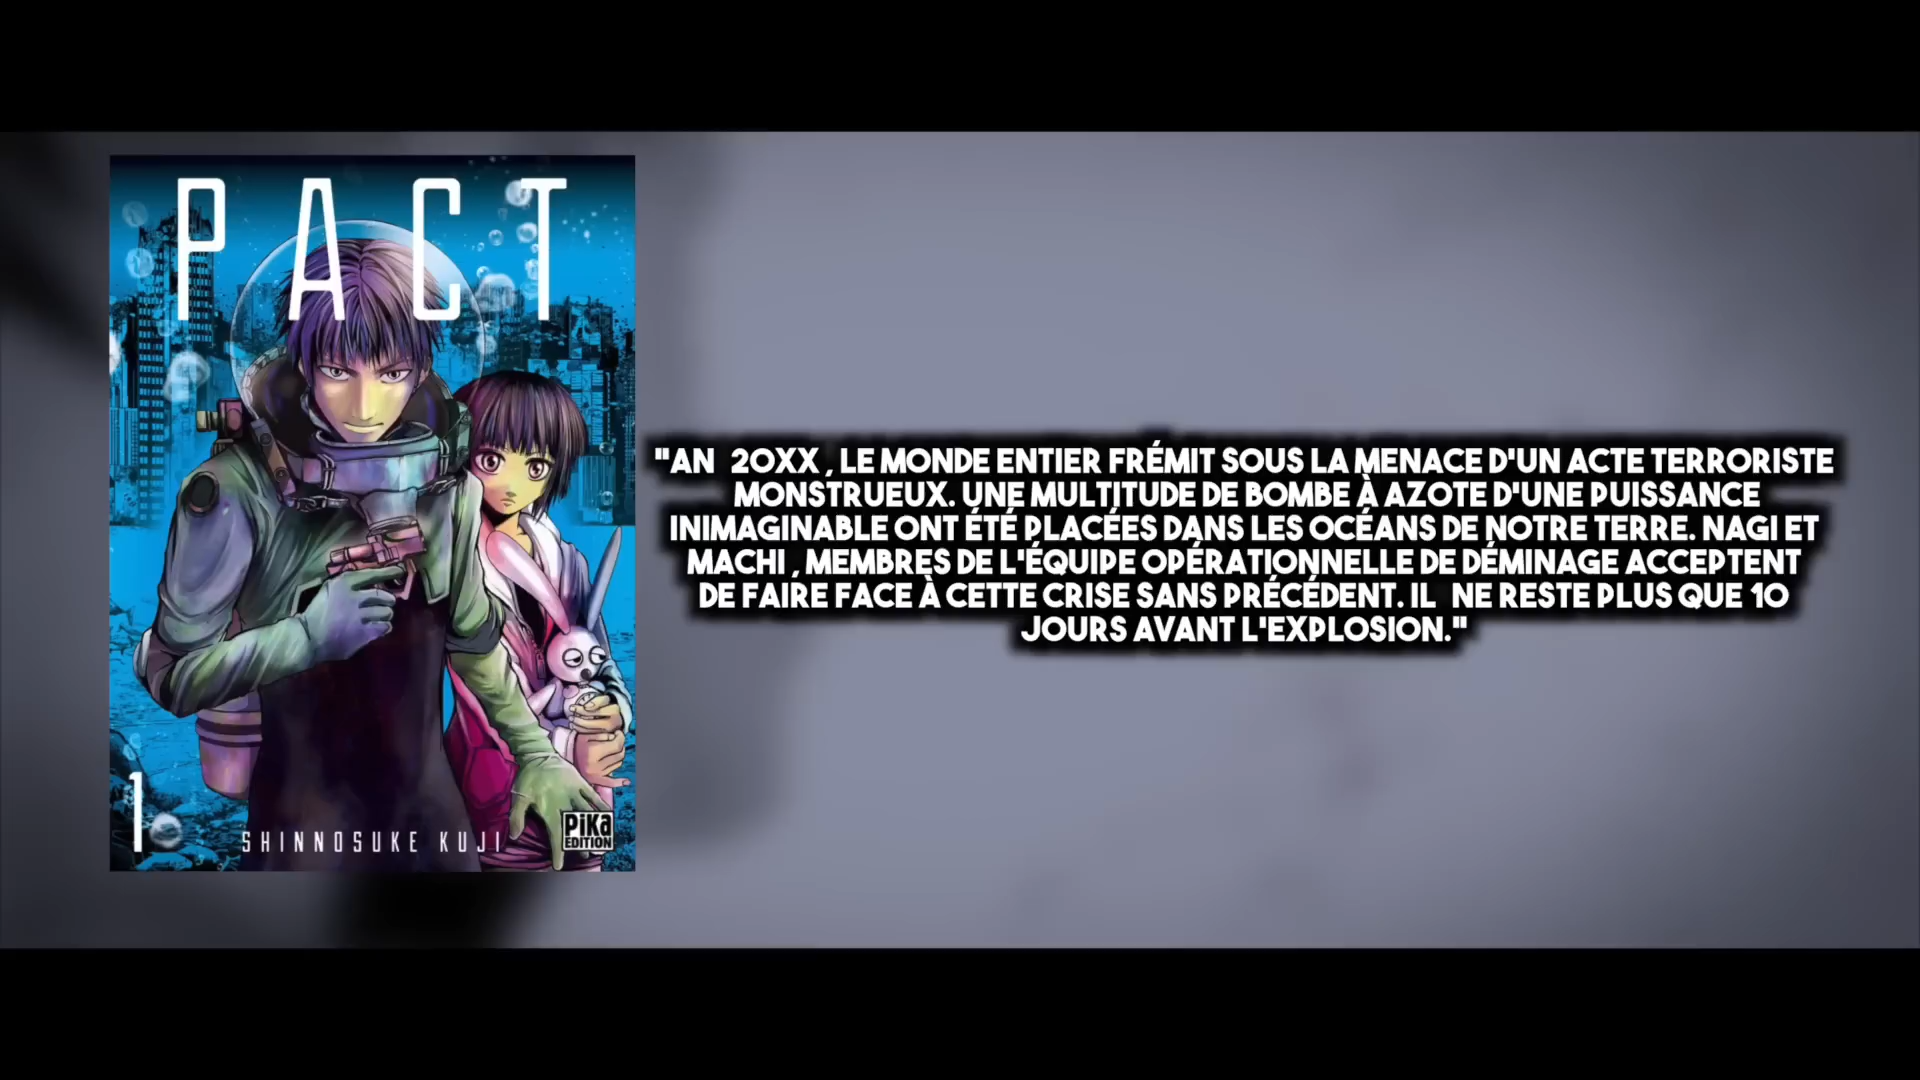 PACT
1
SHINNOSUKE KUJI
PiKa
EDITION
"AN 20XX , LE MONDE ENTIER FRÉMIT SOUS LA MENACE D'UN ACTE TERRORISTE
MONSTRUEUX. UNE MULTITUDE DE BOMBE À AZOTE D'UNE PUISSANCE
INIMAGINABLE ONT ÉTÉ PLACÉES DANS LES OCÉANS DE NOTRE TERRE. NAGI ET
MACHI , MEMBRES DE L'ÉQUIPE OPÉRATIONNELLE DE DÉMINAGE ACCEPTENT
DE FAIRE FACE À CETTE CRISE SANS PRÉCÉDENT. IL NE RESTE PLUS QUE 10
JOURS AVANT L'EXPLOSION."